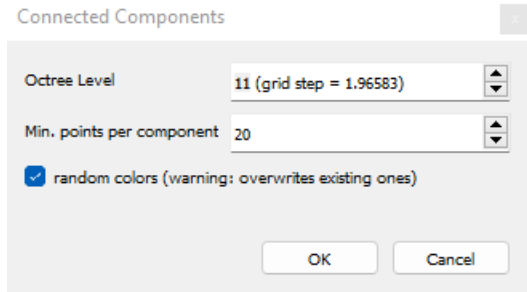 Connected Components
x
Octree Level
11 (grid step = 1.96583)
Min. points per component
20
random colors (warning: overwrites existing ones)
OK
Cancel